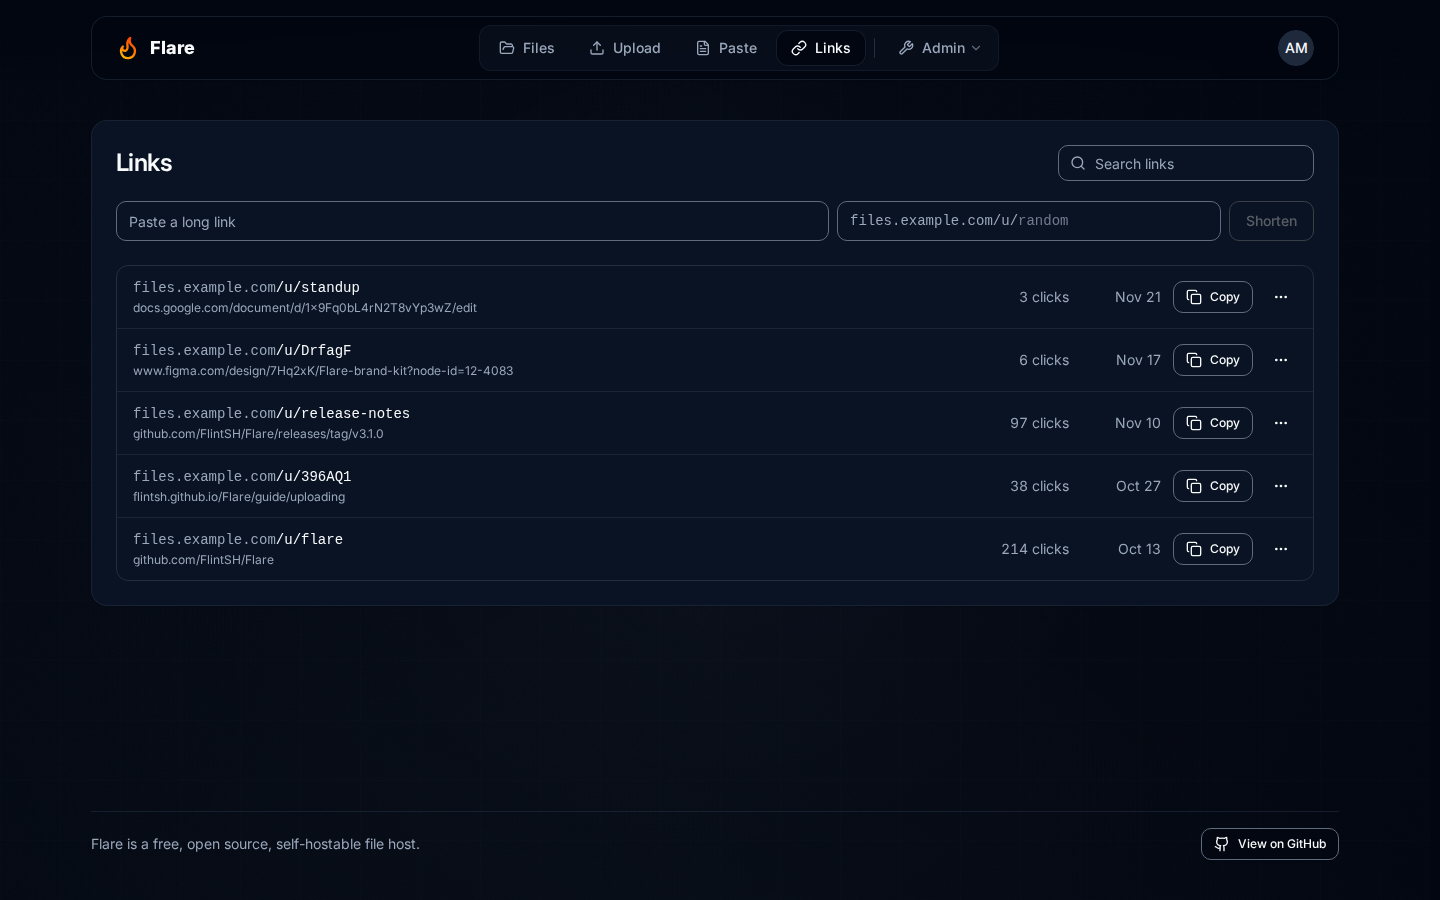 Flare
Files
Upload
Paste
Links
Admin
AM
Links
Search links
Paste a long link
files.example.com/u/random
Shorten
files.example.com/u/standup
docs.google.com/document/d/1x9Fq0bL4rN2T8vYp3wZ/edit
3 clicks
Nov 21
Copy
files.example.com/u/DrfagF
www.figma.com/design/7Hq2xK/Flare-brand-kit?node-id=12-4083
6 clicks
Nov 17
Copy
files.example.com/u/release-notes
github.com/FlintSH/Flare/releases/tag/v3.1.0
97 clicks
Nov 10
Copy
files.example.com/u/396AQ1
flintsh.github.io/Flare/guide/uploading
38 clicks
Oct 27
Copy
files.example.com/u/flare
github.com/FlintSH/Flare
214 clicks
Oct 13
Copy
Flare is a free, open source, self-hostable file host.
View on GitHub